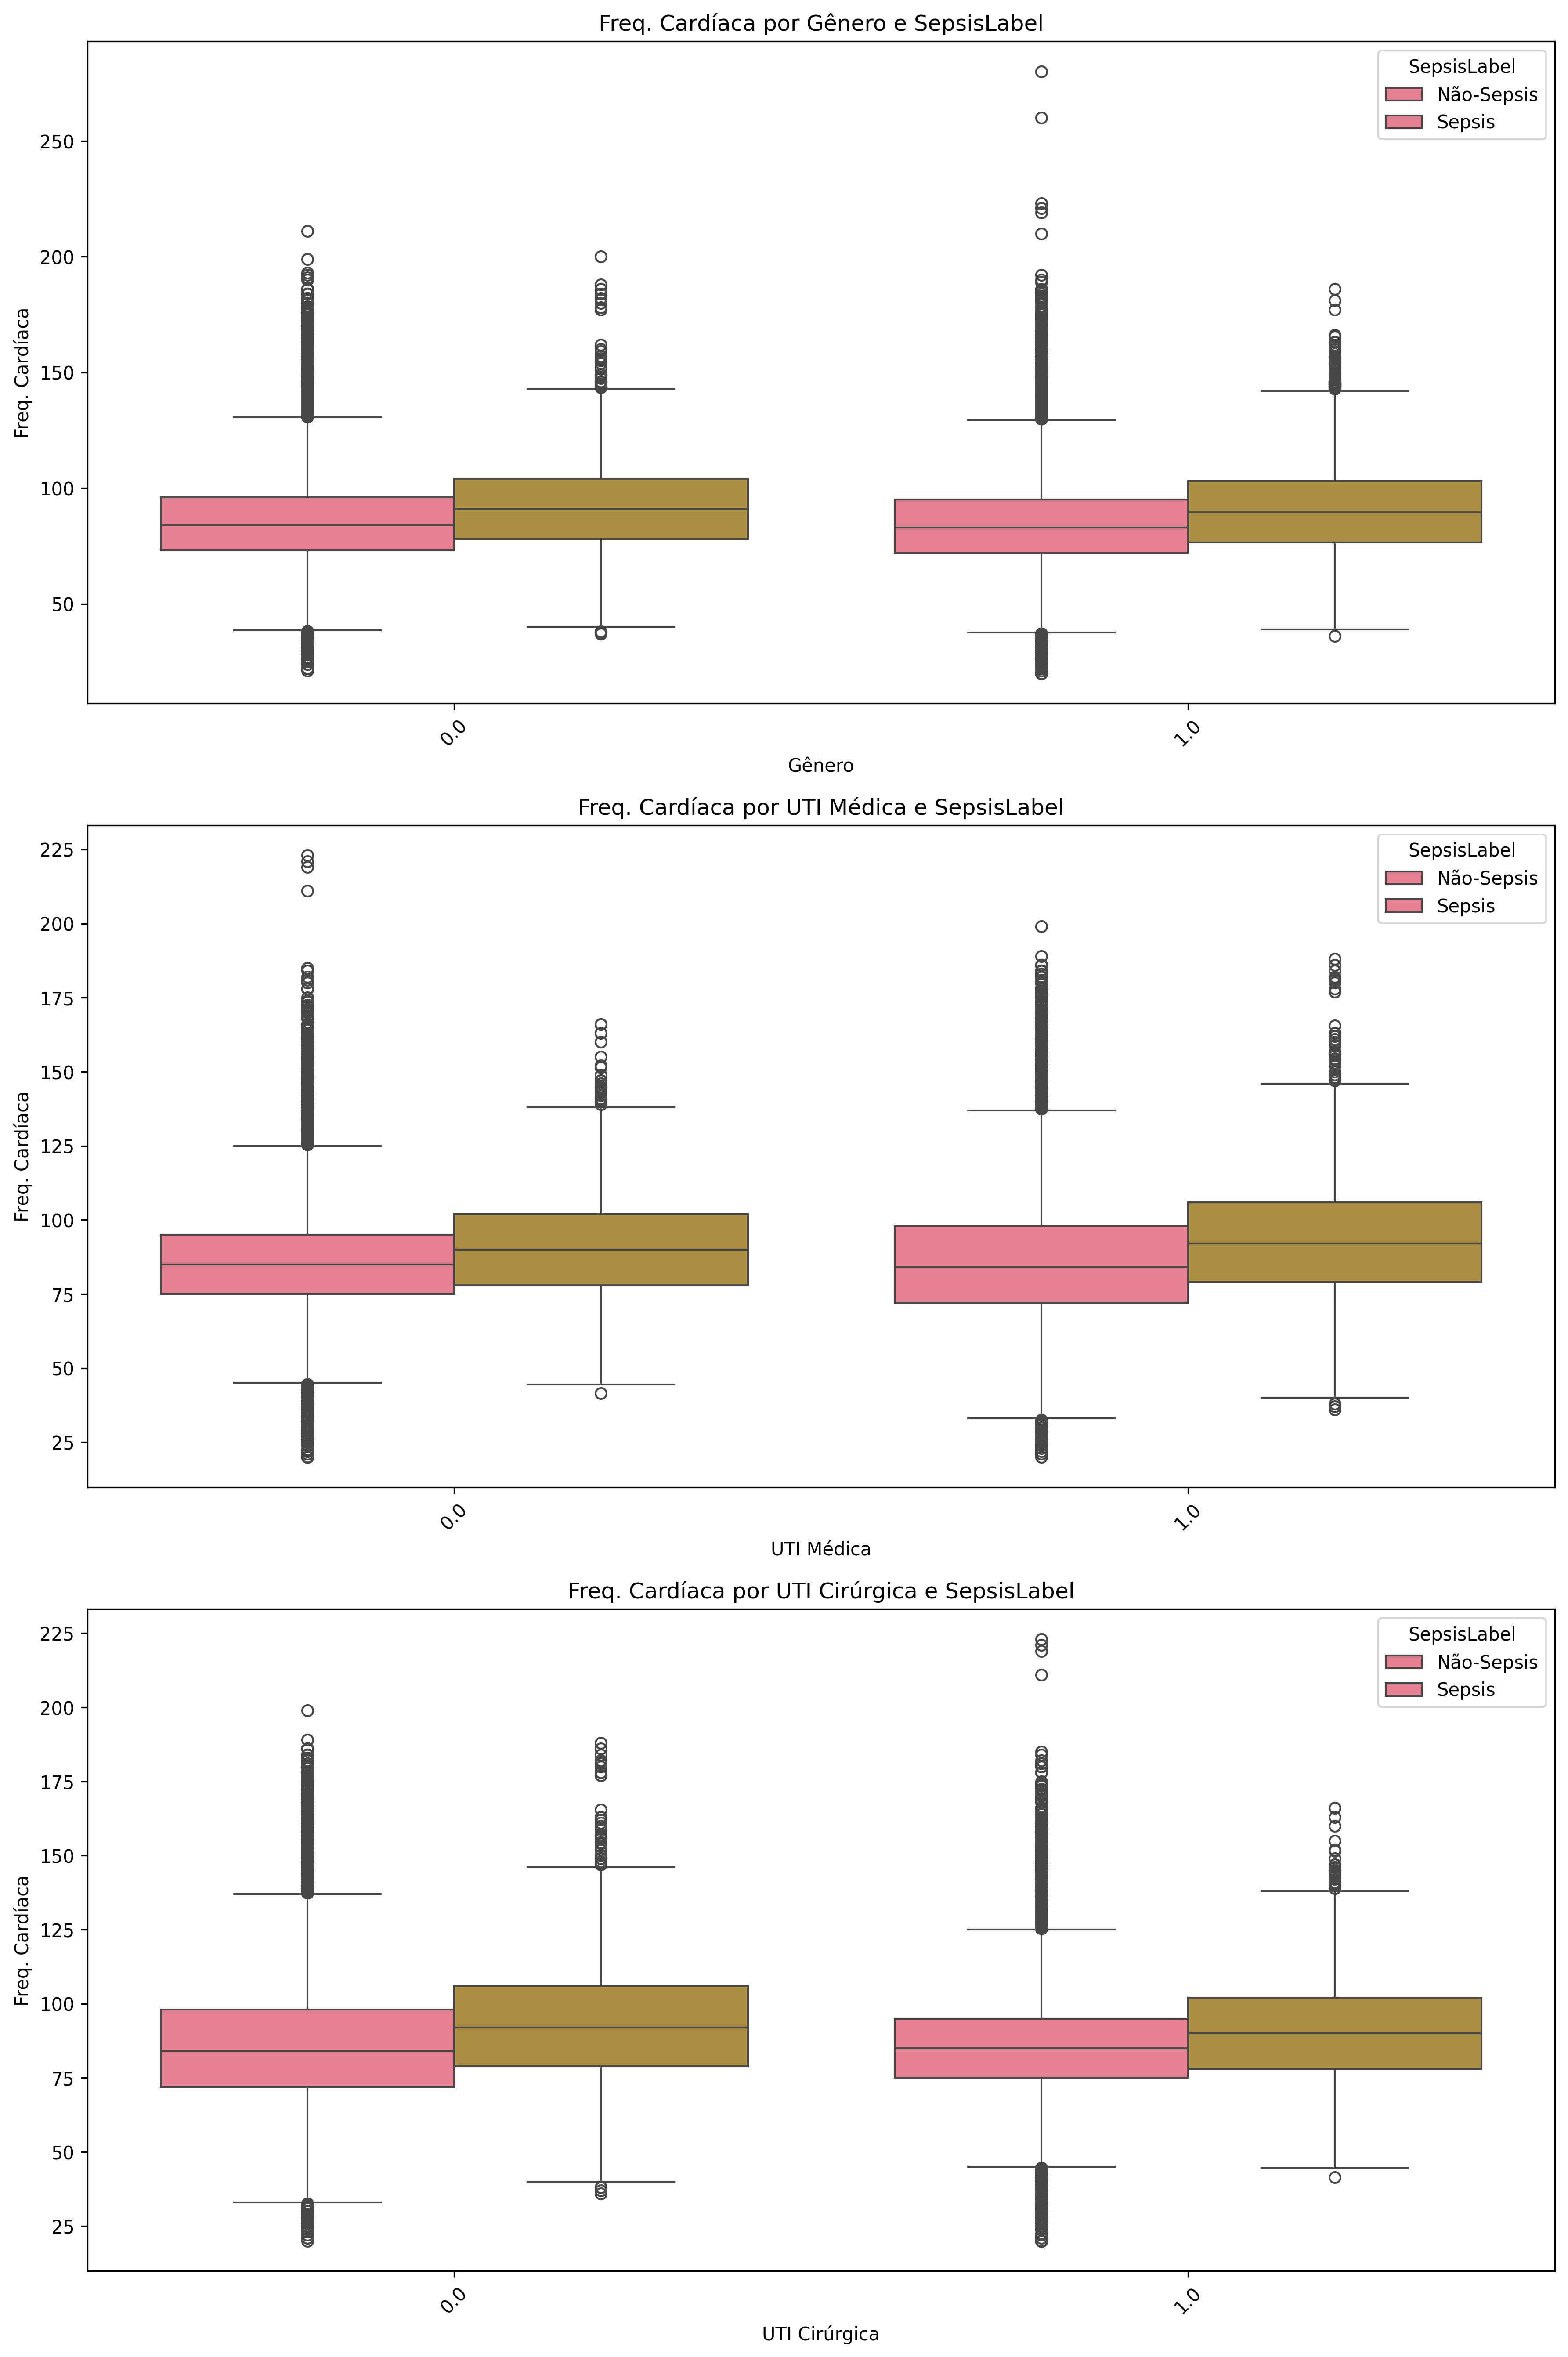 Freq. Cardíaca por Gênero e SepsisLabel
SepsisLabel
Não-Sepsis
Sepsis
250
200
150
100
50
Freq. Cardíaca
0.0
1.0
Gênero
Freq. Cardíaca por UTI Médica e SepsisLabel
SepsisLabel
Não-Sepsis
Sepsis
225
200
175
150
125
100
75
50
25
Freq. Cardíaca
0.0
1.0
UTI Médica
Freq. Cardíaca por UTI Cirúrgica e SepsisLabel
SepsisLabel
Não-Sepsis
Sepsis
225
200
175
150
125
100
75
50
25
Freq. Cardíaca
0.0
1.0
UTI Cirúrgica